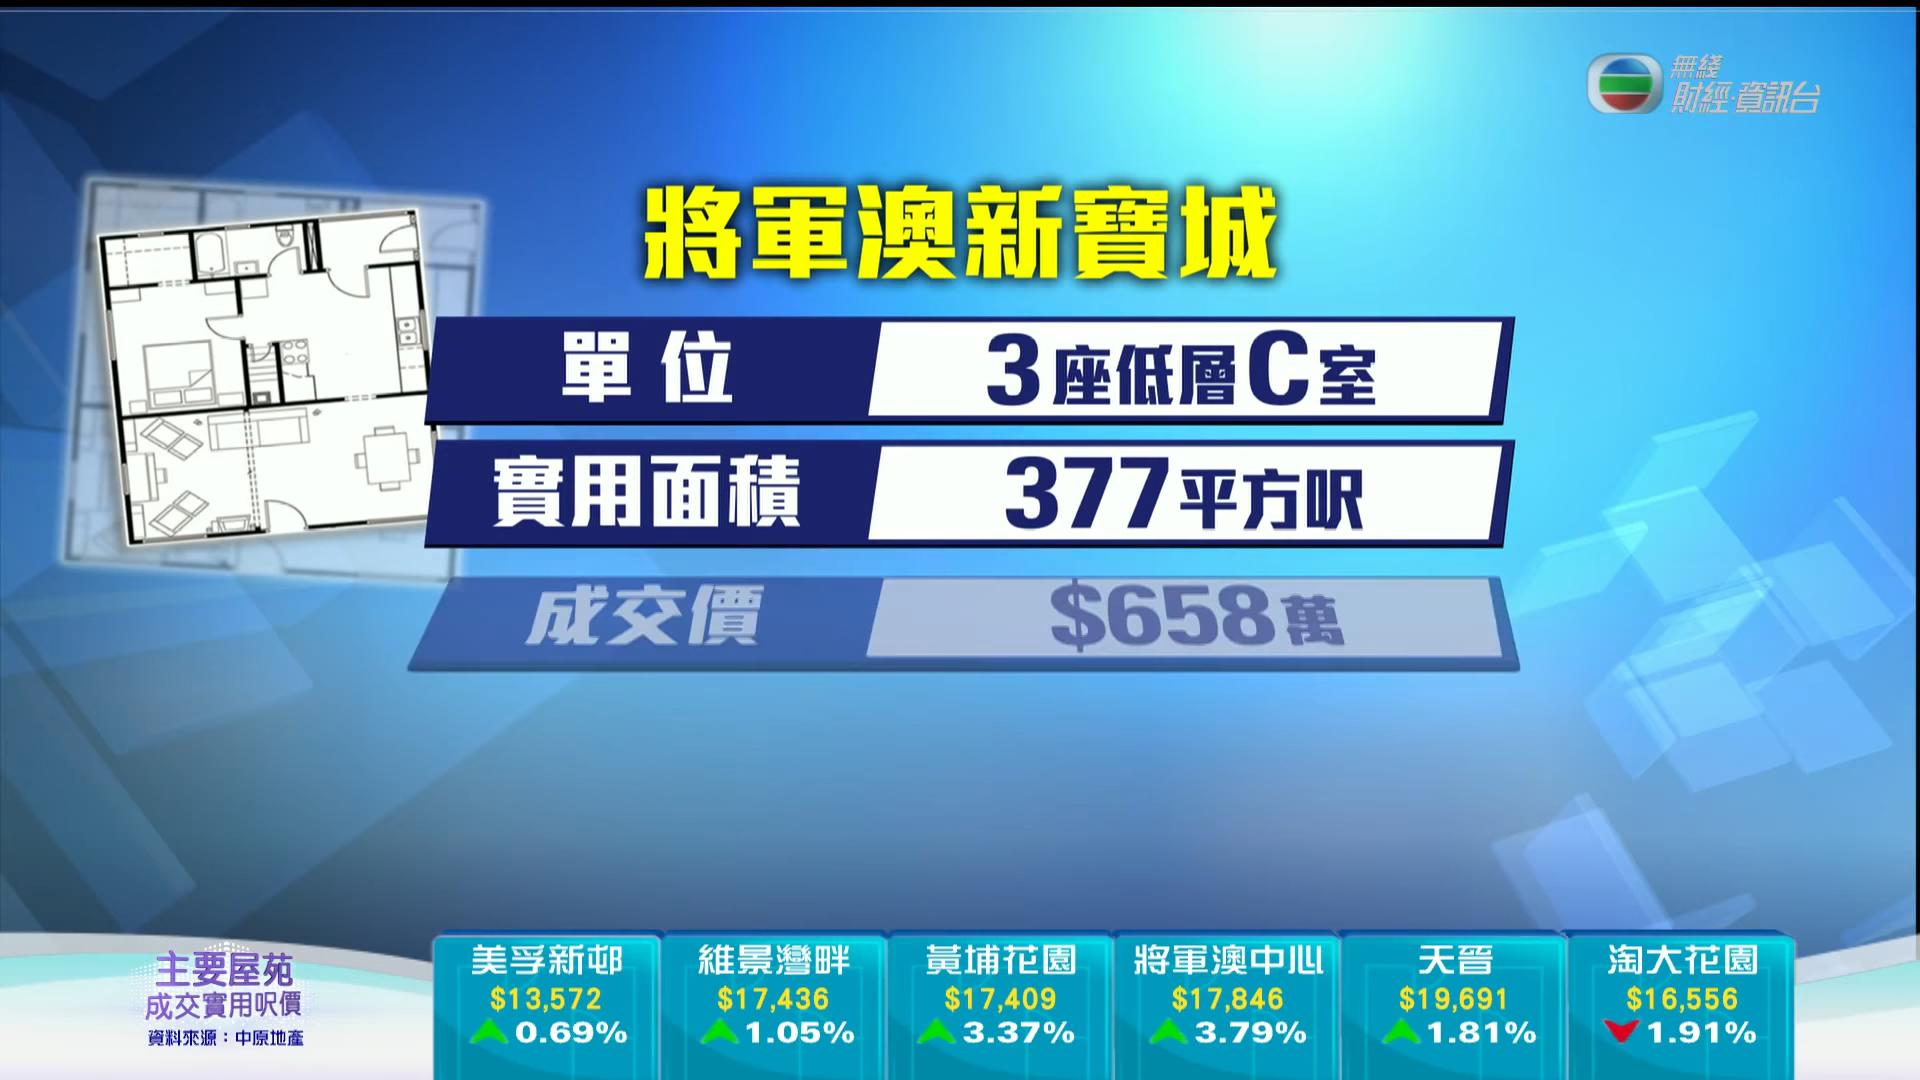 無綫
財經·資訊台
將軍澳新寶城
單位 3座低層C室
實用面積 377平方呎
成交價 $658萬
主要屋苑
成交實用呎價
資料來源：中原地產
美孚新邨
$13,572
0.69%
維景灣畔
$17,436
1.05%
黃埔花園
$17,409
3.37%
將軍澳中心
$17,846
3.79%
天晉
$19,691
1.81%
淘大花園
$16,556
1.91%